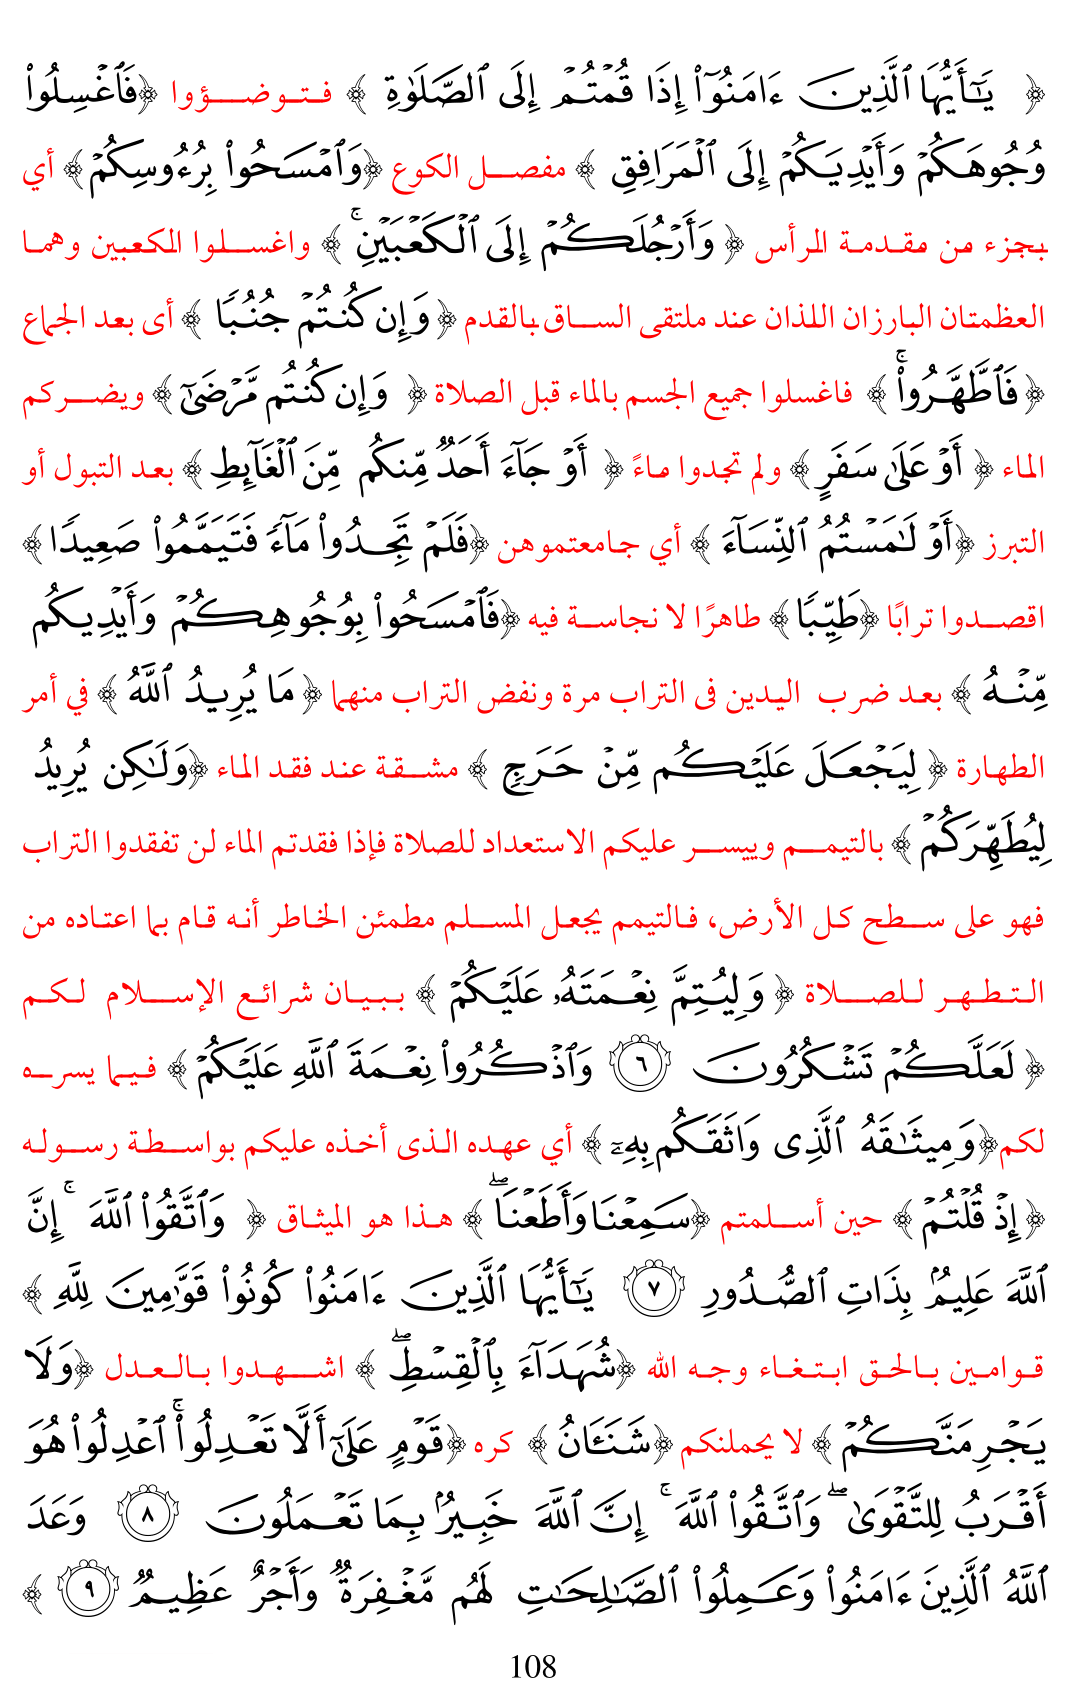 ﴿ يَٰٓأَيُّهَا ٱلَّذِينَ ءَامَنُوٓاْ إِذَا قُمۡتُمۡ إِلَى ٱلصَّلَوٰةِ ﴾ فتوضؤوا ﴿فَٱغۡسِلُواْ
وُجُوهَكُمۡ وَأَيۡدِيَكُمۡ إِلَى ٱلۡمَرَافِقِ ﴾ مفصل الكوع ﴿وَٱمۡسَحُواْ بِرُءُوسِكُمۡ﴾ أي
بجزء من مقدمة الرأس ﴿ وَأَرۡجُلَكُمۡ إِلَى ٱلۡكَعۡبَيۡنِۚ ﴾ واغسلوا الكعبين وهما
العظمتان البارزان اللذان عند ملتقى الساق بالقدم ﴿ وَإِن كُنتُمۡ جُنُبٗا ﴾ أى بعد الجماع
﴿ فَٱطَّهَّرُواْۚ ﴾ فاغسلوا جميع الجسم بالماء قبل الصلاة ﴿ وَإِن كُنتُم مَّرۡضَىٰٓ﴾ ويضركم
الماء ﴿ أَوۡ عَلَىٰ سَفَرٍ ﴾ ولم تجدوا ماءً ﴿ أَوۡ جَآءَ أَحَدٞ مِّنكُم مِّنَ ٱلۡغَآئِطِ ﴾ بعد التبول أو
التبرز ﴿أَوۡ لَٰمَسۡتُمُ ٱلنِّسَآءَ ﴾ أي جامعتموهن ﴿فَلَمۡ تَجِدُواْ مَآءٗ فَتَيَمَّمُواْ صَعِيدٗا ﴾
اقصدوا ترابًا ﴿طَيِّبٗا﴾ طاهرًا لا نجاسة فيه ﴿فَٱمۡسَحُواْ بِوُجُوهِكُمۡ وَأَيۡدِيكُم
مِّنۡهُ ﴾ بعد ضرب اليدين فى التراب مرة ونفض التراب منهما ﴿ مَا يُرِيدُ ٱللَّهُ ﴾ في أمر
الطهارة ﴿ لِيَجۡعَلَ عَلَيۡكُم مِّنۡ حَرَجٖ ﴾ مشقة عند فقد الماء ﴿وَلَٰكِن يُرِيدُ
لِيُطَهِّرَكُمۡ ﴾ بالتيمم وييسر عليكم الاستعداد للصلاة فإذا فقدتم الماء لن تفقدوا التراب
فهو على سطح كل الأرض، فالتيمم يجعل المسلم مطمئن الخاطر أنه قام بما اعتاده من
التطهر للصلاة ﴿ وَلِيُتِمَّ نِعۡمَتَهُۥ عَلَيۡكُمۡ ﴾ ببيان شرائع الإسلام لكم
﴿ لَعَلَّكُمۡ تَشۡكُرُونَ ٦ وَٱذۡكُرُواْ نِعۡمَةَ ٱللَّهِ عَلَيۡكُمۡ ﴾ فيما يسره
لكم﴿وَمِيثَٰقَهُ ٱلَّذِى وَاثَقَكُم بِهِۦٓ ﴾ أي عهده الذى أخذه عليكم بواسطة رسوله
﴿ إِذۡ قُلۡتُمۡ ﴾ حين أسلمتم ﴿سَمِعۡنَا وَأَطَعۡنَاۖ ﴾ هذا هو الميثاق ﴿ وَٱتَّقُواْ ٱللَّهَۚ إِنَّ
ٱللَّهَ عَلِيمُۢ بِذَاتِ ٱلصُّدُورِ ٧ يَٰٓأَيُّهَا ٱلَّذِينَ ءَامَنُواْ كُونُواْ قَوَّٰمِينَ لِلَّهِ ﴾
قوامين بالحق ابتغاء وجه الله ﴿شُهَدَآءَ بِٱلۡقِسۡطِۖ ﴾ اشهدوا بالعدل ﴿وَلَا
يَجۡرِمَنَّكُمۡ ﴾ لا يحملنكم ﴿شَنَـَٔانُ ﴾ كره ﴿قَوۡمٍ عَلَىٰٓ أَلَّا تَعۡدِلُواْۚ ٱعۡدِلُواْ هُوَ
أَقۡرَبُ لِلتَّقۡوَىٰۖ وَٱتَّقُواْ ٱللَّهَۚ إِنَّ ٱللَّهَ خَبِيرُۢ بِمَا تَعۡمَلُونَ ٨ وَعَدَ
ٱللَّهُ ٱلَّذِينَ ءَامَنُواْ وَعَمِلُواْ ٱلصَّٰلِحَٰتِ لَهُم مَّغۡفِرَةٞ وَأَجۡرٌ عَظِيمٞ ٩ ﴾
108